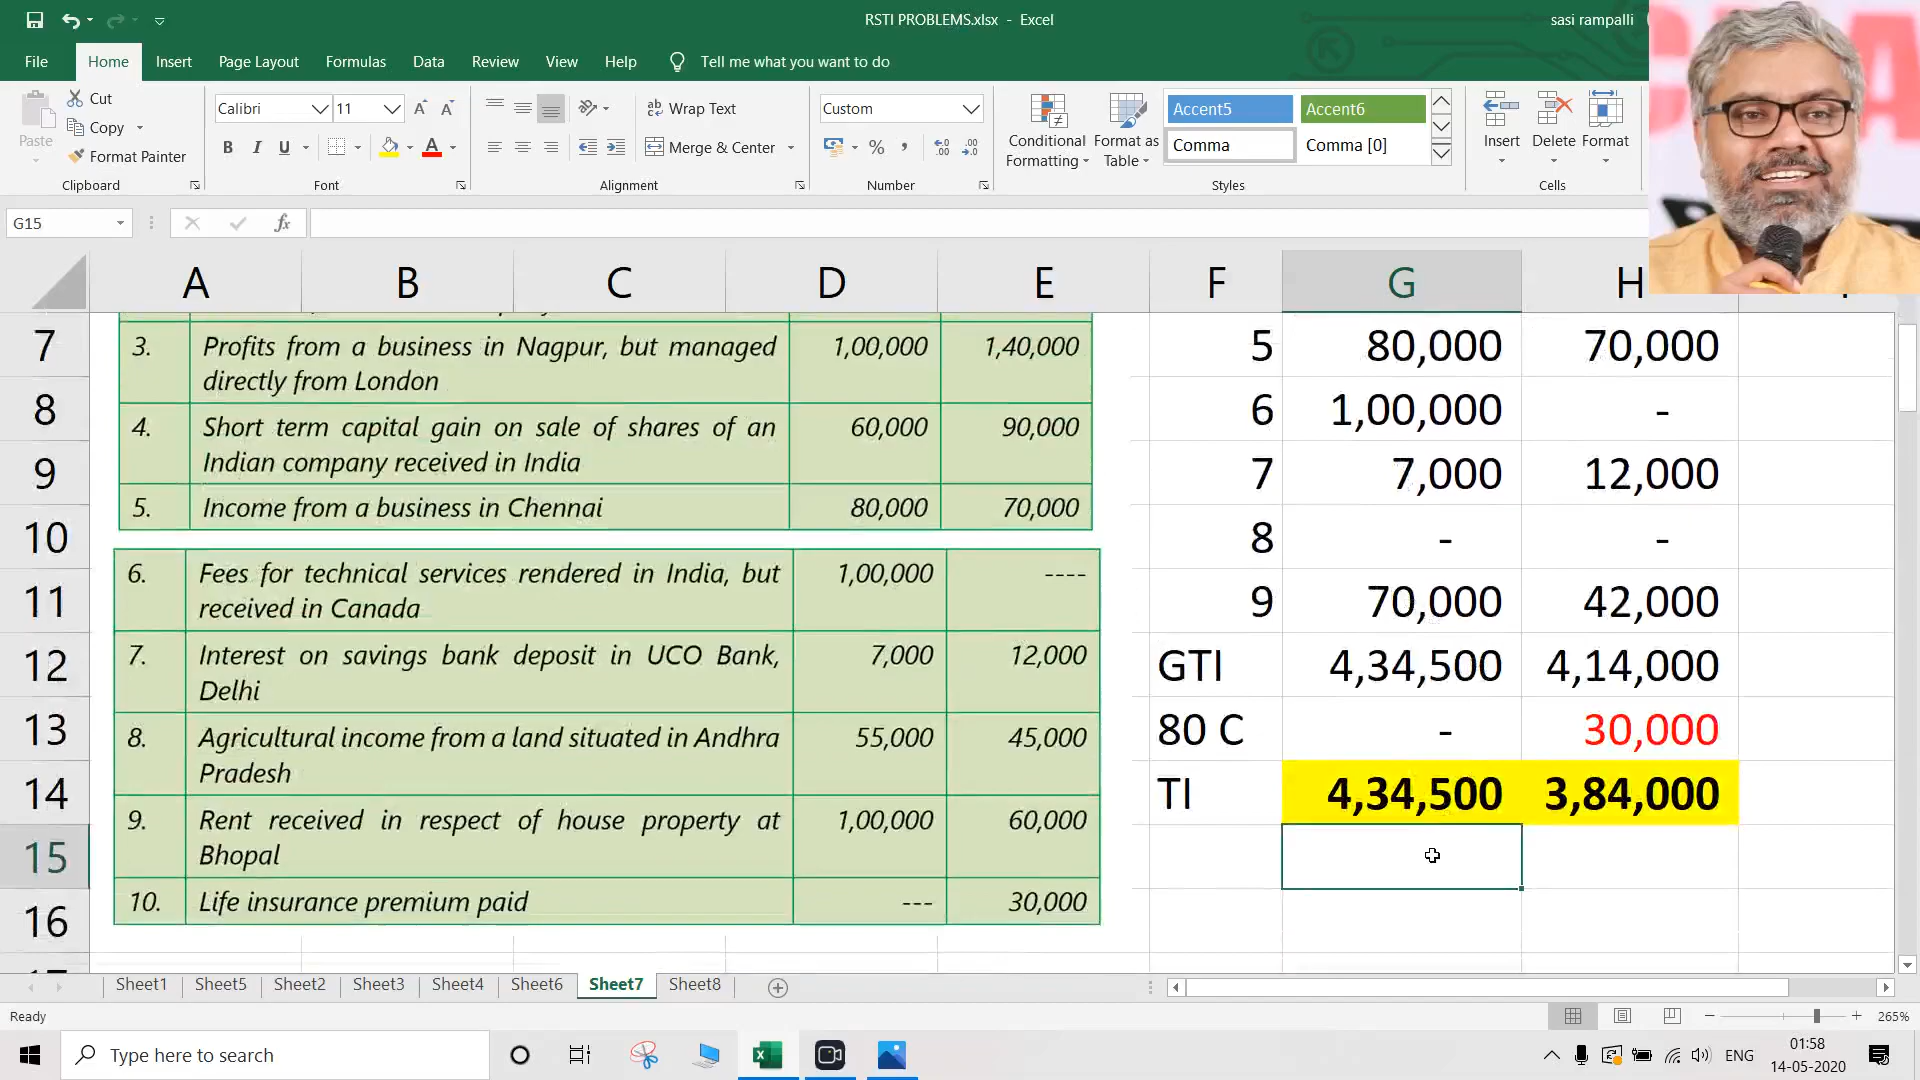 RSTI PROBLEMS.xlsx - Excel
sasi rampalli
File Home Insert Page Layout Formulas Data Review View Help Tell me what you want to do
Cut
Copy
Format Painter
Paste
Calibri 11
B I U
Wrap Text
Merge & Center
Custom
% ,
Conditional Formatting
Format as Table
Accent5 Accent6
Comma Comma [0]
Insert Delete Format
Clipboard Font Alignment Number Styles Cells
G15 fx
A B C D E F G H
7 3. Profits from a business in Nagpur, but managed 1,00,000 1,40,000 5 80,000 70,000
directly from London
8 4. Short term capital gain on sale of shares of an 60,000 90,000 6 1,00,000 -
Indian company received in India
9 5. Income from a business in Chennai 80,000 70,000 7 7,000 12,000
10 6. Fees for technical services rendered in India, but 1,00,000 ---- 8 - -
received in Canada
11 7. Interest on savings bank deposit in UCO Bank, 7,000 12,000 9 70,000 42,000
Delhi
12 8. Agricultural income from a land situated in Andhra 55,000 45,000 GTI 4,34,500 4,14,000
Pradesh
13 9. Rent received in respect of house property at 1,00,000 60,000 80 C - 30,000
Bhopal
14 10. Life insurance premium paid --- 30,000 TI 4,34,500 3,84,000
15
16
Sheet1 Sheet5 Sheet2 Sheet3 Sheet4 Sheet6 Sheet7 Sheet8
Ready
265%
Type here to search
ENG
01:58
14-05-2020